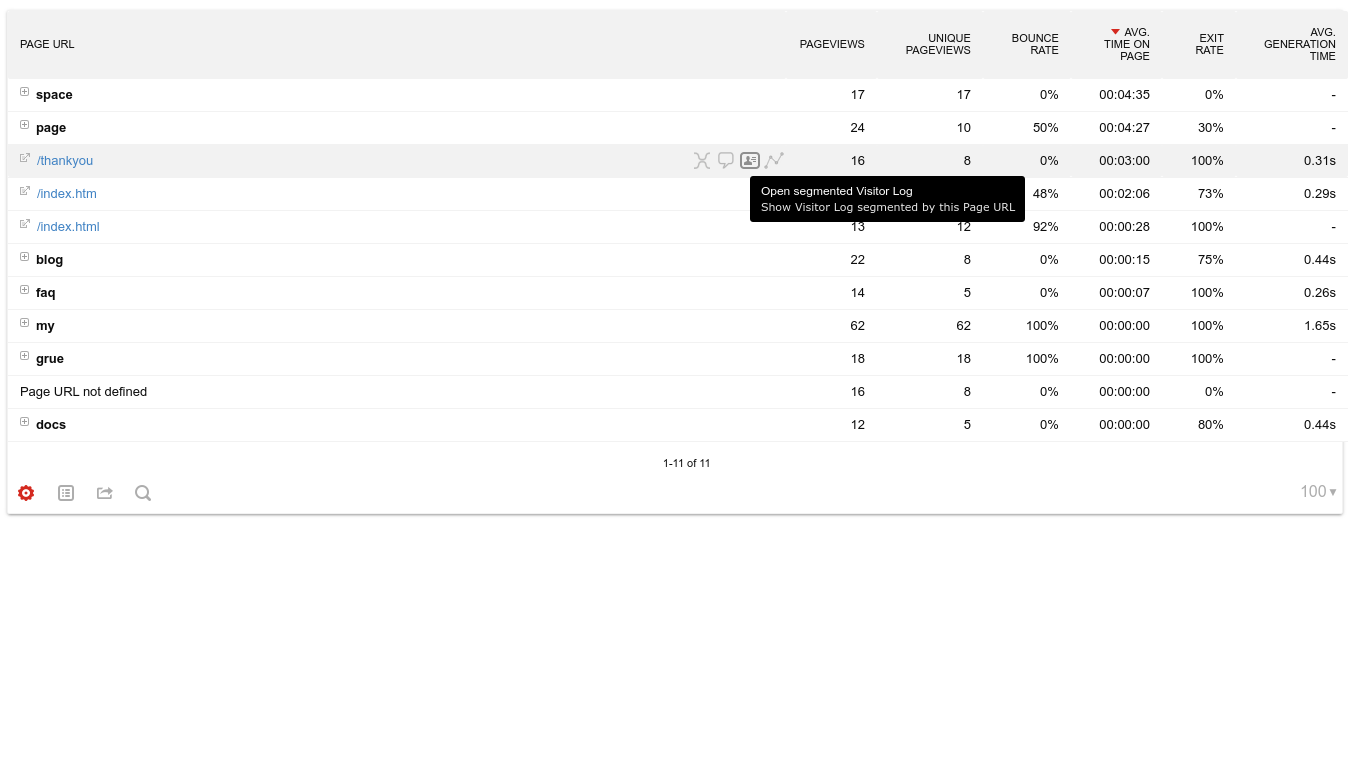 PAGE URL PAGEVIEWS UNIQUE PAGEVIEWS BOUNCE RATE AVG. TIME ON PAGE EXIT RATE AVG. GENERATION TIME
space 17 17 0% 00:04:35 0% -
page 24 10 50% 00:04:27 30% -
/thankyou 16 8 0% 00:03:00 100% 0.31s
Open segmented Visitor Log
Show Visitor Log segmented by this Page URL
/index.htm 48% 00:02:06 73% 0.29s
/index.html 13 12 92% 00:00:28 100% -
blog 22 8 0% 00:00:15 75% 0.44s
faq 14 5 0% 00:00:07 100% 0.26s
my 62 62 100% 00:00:00 100% 1.65s
grue 18 18 100% 00:00:00 100% -
Page URL not defined 16 8 0% 00:00:00 0% -
docs 12 5 0% 00:00:00 80% 0.44s
1-11 of 11
100